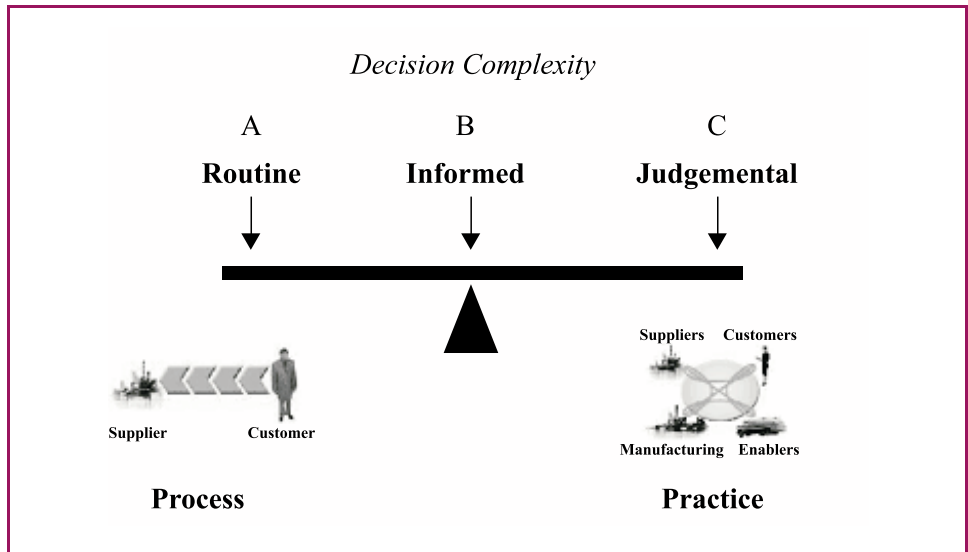 Decision Complexity
A B C
Routine Informed Judgemental
Suppliers Customers
Supplier Customer
Manufacturing Enablers
Process Practice